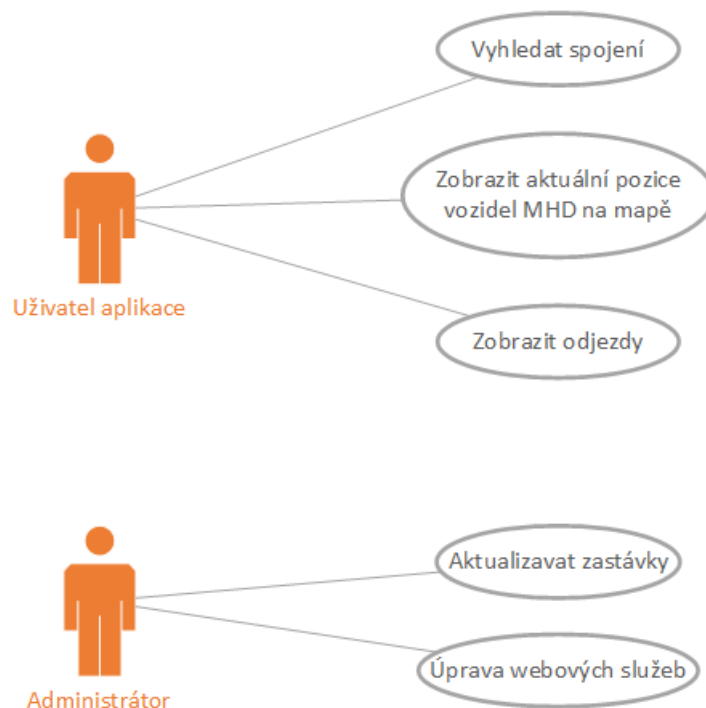 Vyhledat spojení
Zobrazit aktuální pozice
vozidel MHD na mapě
Uživatel aplikace
Zobrazit odjezdy
Aktualizavat zastávky
Úprava webových služeb
Administrátor